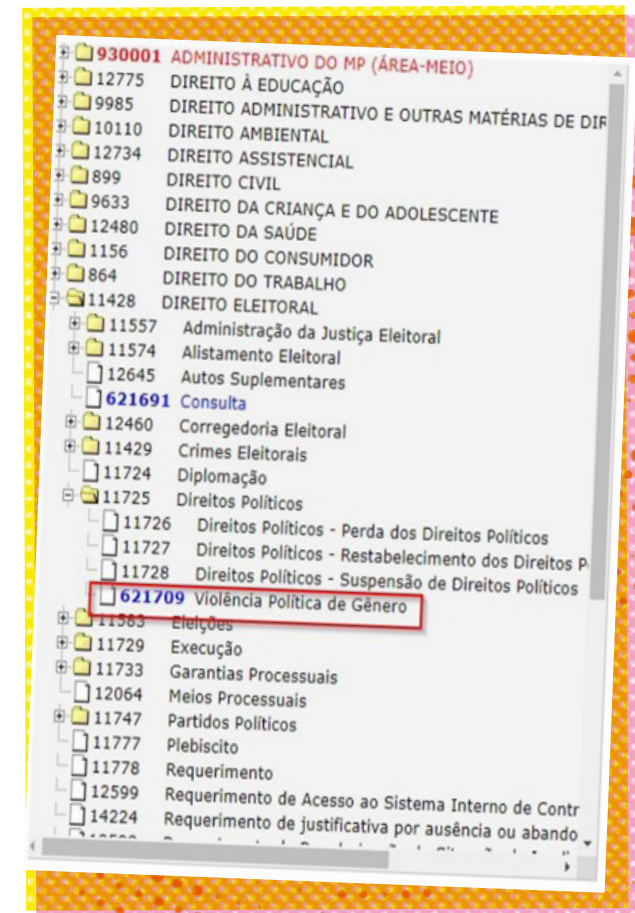 930001 ADMINISTRATIVO DO MP (ÁREA-MEIO)
12775 DIREITO À EDUCAÇÃO
9985 DIREITO ADMINISTRATIVO E OUTRAS MATÉRIAS DE DIR
10110 DIREITO AMBIENTAL
12734 DIREITO ASSISTENCIAL
899 DIREITO CIVIL
9633 DIREITO DA CRIANÇA E DO ADOLESCENTE
12480 DIREITO DA SAÚDE
1156 DIREITO DO CONSUMIDOR
864 DIREITO DO TRABALHO
11428 DIREITO ELEITORAL
11557 Administração da Justiça Eleitoral
11574 Alistamento Eleitoral
12645 Autos Suplementares
621691 Consulta
12460 Corregedoria Eleitoral
11429 Crimes Eleitorais
11724 Diplomação
11725 Direitos Políticos
11726 Direitos Políticos - Perda dos Direitos Políticos
11727 Direitos Políticos - Restabelecimento dos Direitos P
11728 Direitos Políticos - Suspensão de Direitos Políticos
621709 Violência Política de Gênero
11583 Eleições
11729 Execução
11733 Garantias Processuais
12064 Meios Processuais
11747 Partidos Políticos
11777 Plebiscito
11778 Requerimento
12599 Requerimento de Acesso ao Sistema Interno de Contr
14224 Requerimento de justificativa por ausência ou abando